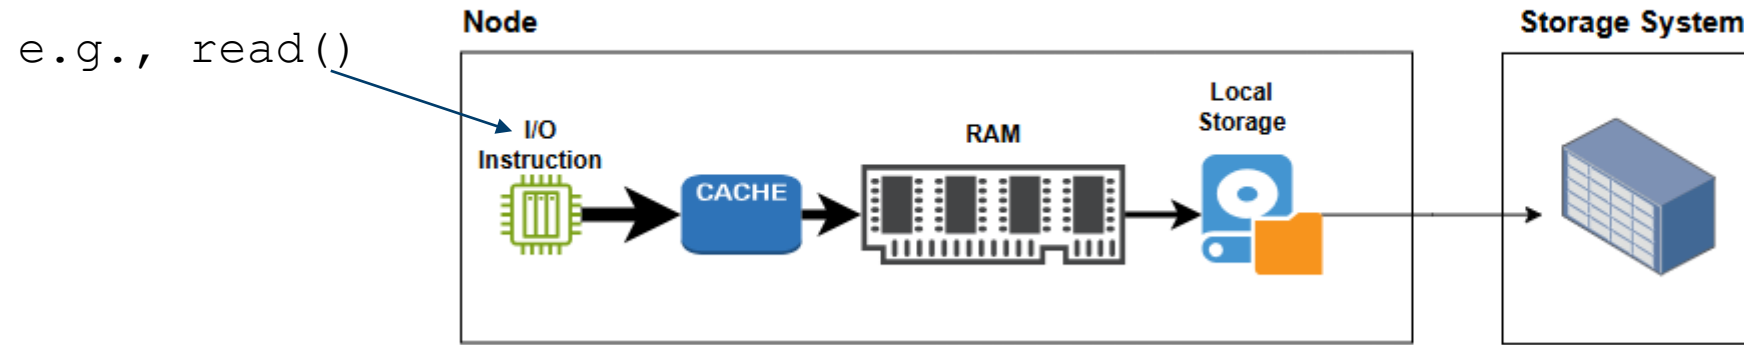 e.g., read()
Node
Storage System
I/O
Instruction
CACHE
RAM
Local
Storage